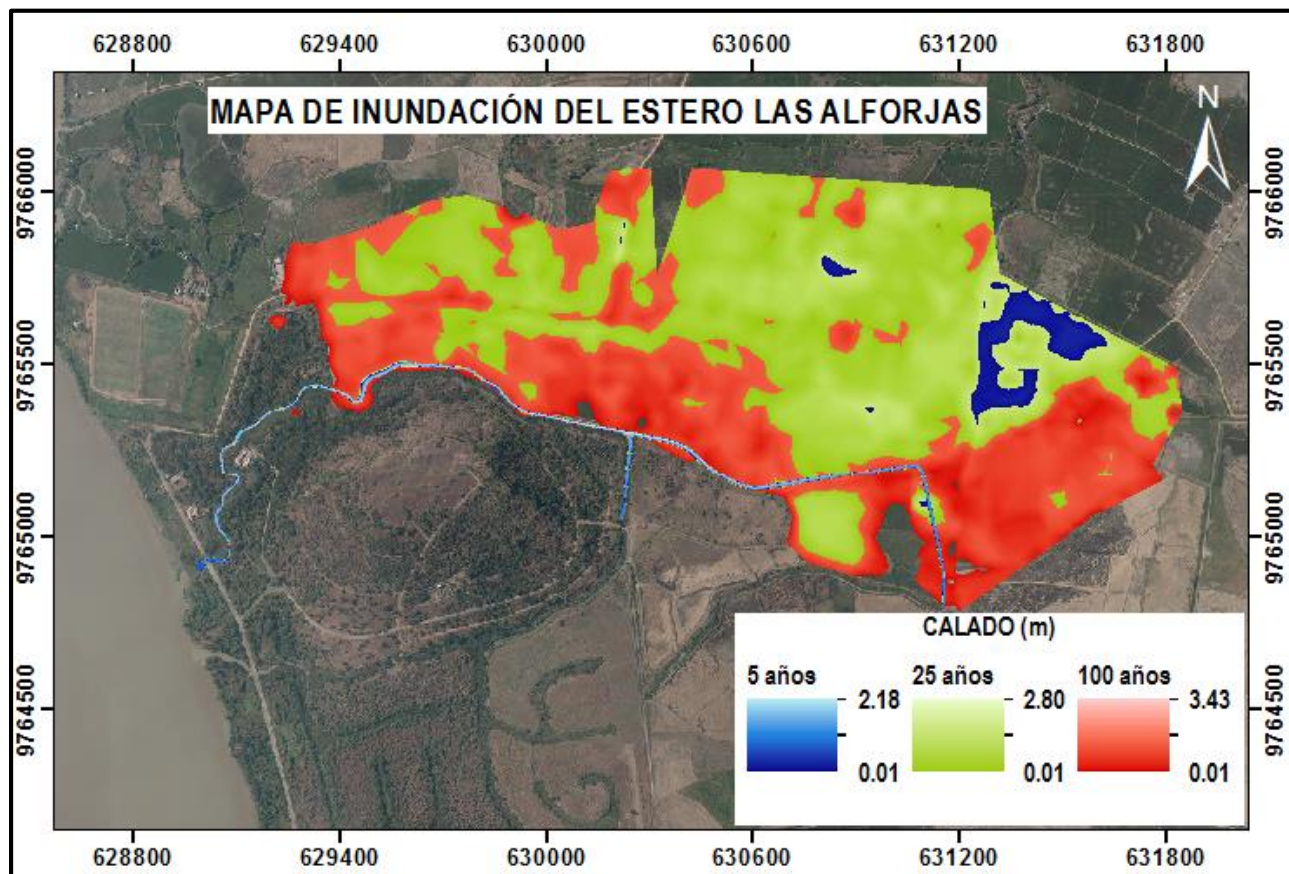 628800 629400 630000 630600 631200 631800
MAPA DE INUNDACIÓN DEL ESTERO LAS ALFORJAS
N
9766000 9766000
9765500 9765500
9765000 9765000
9764500 9764500
CALADO (m)
5 años 25 años 100 años
2.18 2.80 3.43
0.01 0.01 0.01
628800 629400 630000 630600 631200 631800